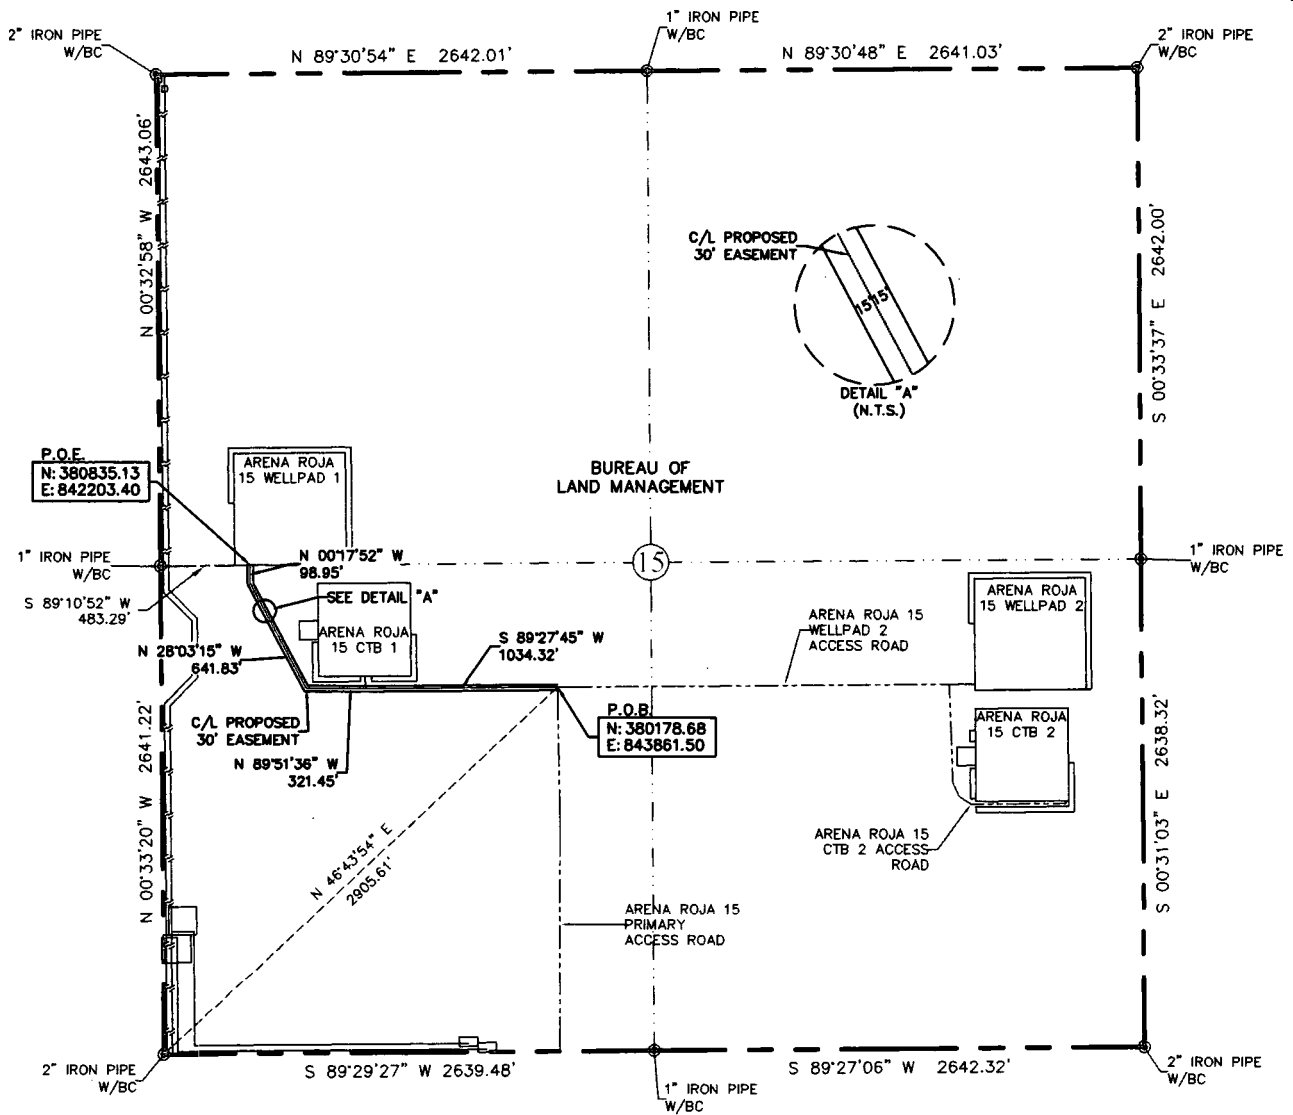 2" IRON PIPE
W/BC
N 89°30'54" E 2642.01'
1" IRON PIPE
W/BC
N 89°30'48" E 2641.03'
2" IRON PIPE
W/BC
N 00°32'58" W 2643.06'
S 00°33'37" E 2642.00'
C/L PROPOSED
30' EASEMENT
15'
15'
DETAIL "A"
(N.T.S.)
P.O.E.
N: 380835.13
E: 842203.40
ARENA ROJA
15 WELLPAD 1
BUREAU OF
LAND MANAGEMENT
1" IRON PIPE
W/BC
N 00°17'52" W
98.95'
15
1" IRON PIPE
W/BC
S 89°10'52" W
483.29'
SEE DETAIL "A"
ARENA ROJA
15 CTB 1
ARENA ROJA 15
WELLPAD 2
ACCESS ROAD
ARENA ROJA
15 WELLPAD 2
N 28°03'15" W
641.83'
S 89°27'45" W
1034.32'
C/L PROPOSED
30' EASEMENT
P.O.B.
N: 380178.68
E: 843861.50
ARENA ROJA
15 CTB 2
N 89°51'36" W
321.45'
N 00°33'20" W 2641.22'
S 00°31'03" E 2638.32'
N 46°43'54" E
2905.61'
ARENA ROJA 15
CTB 2 ACCESS
ROAD
ARENA ROJA 15
PRIMARY
ACCESS ROAD
2" IRON PIPE
W/BC
S 89°29'27" W 2639.48'
1" IRON PIPE
W/BC
S 89°27'06" W 2642.32'
2" IRON PIPE
W/BC